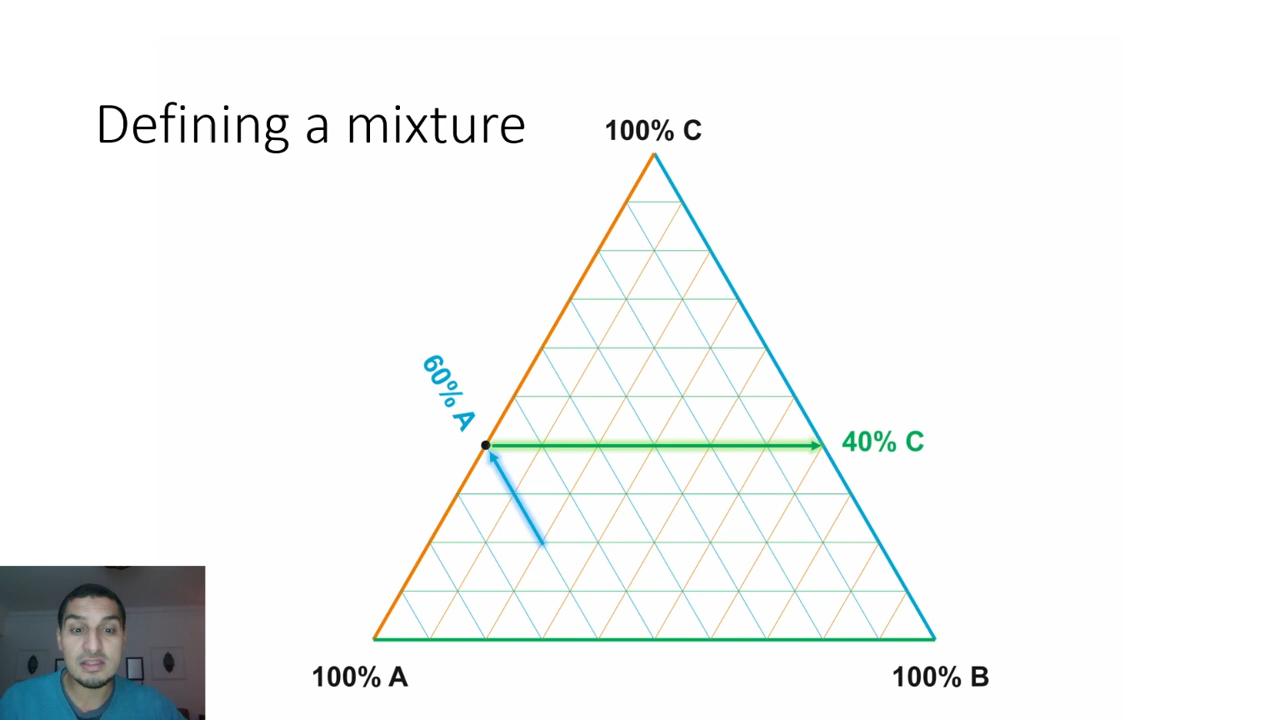 Defining a mixture
100% C
60% A
40% C
100% A
100% B